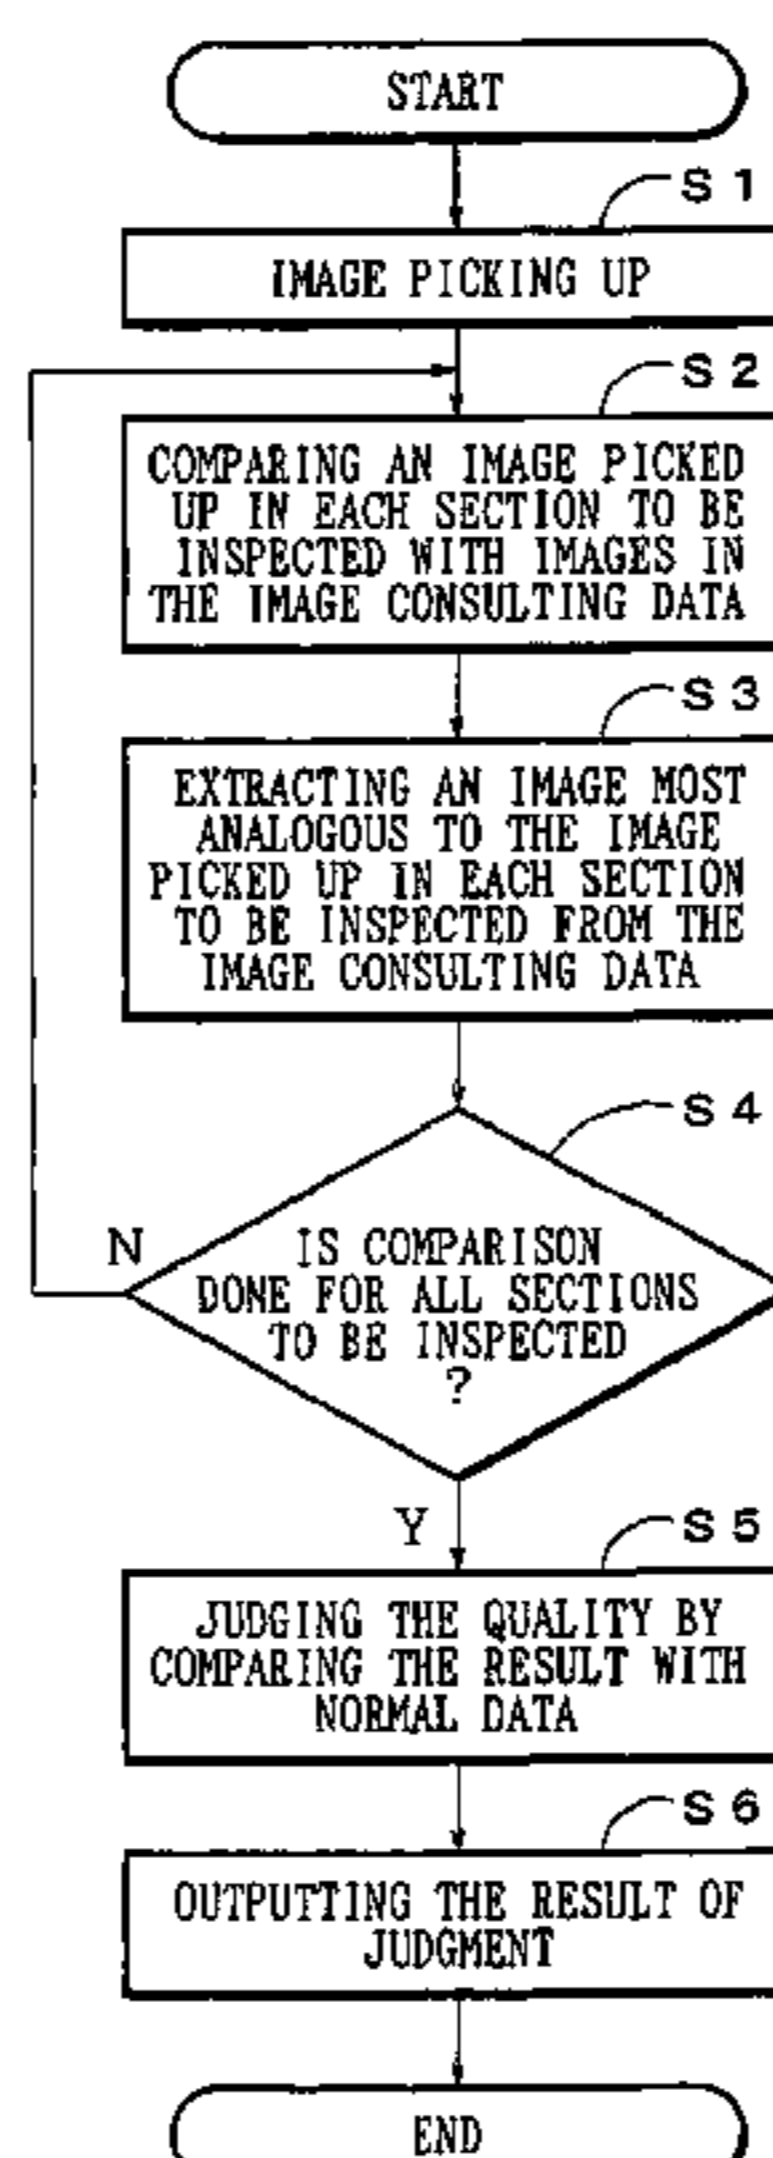 START
S 1
IMAGE PICKING UP
S 2
COMPARING AN IMAGE PICKED
UP IN EACH SECTION TO BE
INSPECTED WITH IMAGES IN
THE IMAGE CONSULTING DATA
S 3
EXTRACTING AN IMAGE MOST
ANALOGOUS TO THE IMAGE
PICKED UP IN EACH SECTION
TO BE INSPECTED FROM THE
IMAGE CONSULTING DATA
S 4
N
IS COMPARISON
DONE FOR ALL SECTIONS
TO BE INSPECTED
?
Y
S 5
JUDGING THE QUALITY BY
COMPARING THE RESULT WITH
NORMAL DATA
S 6
OUTPUTTING THE RESULT OF
JUDGMENT
END